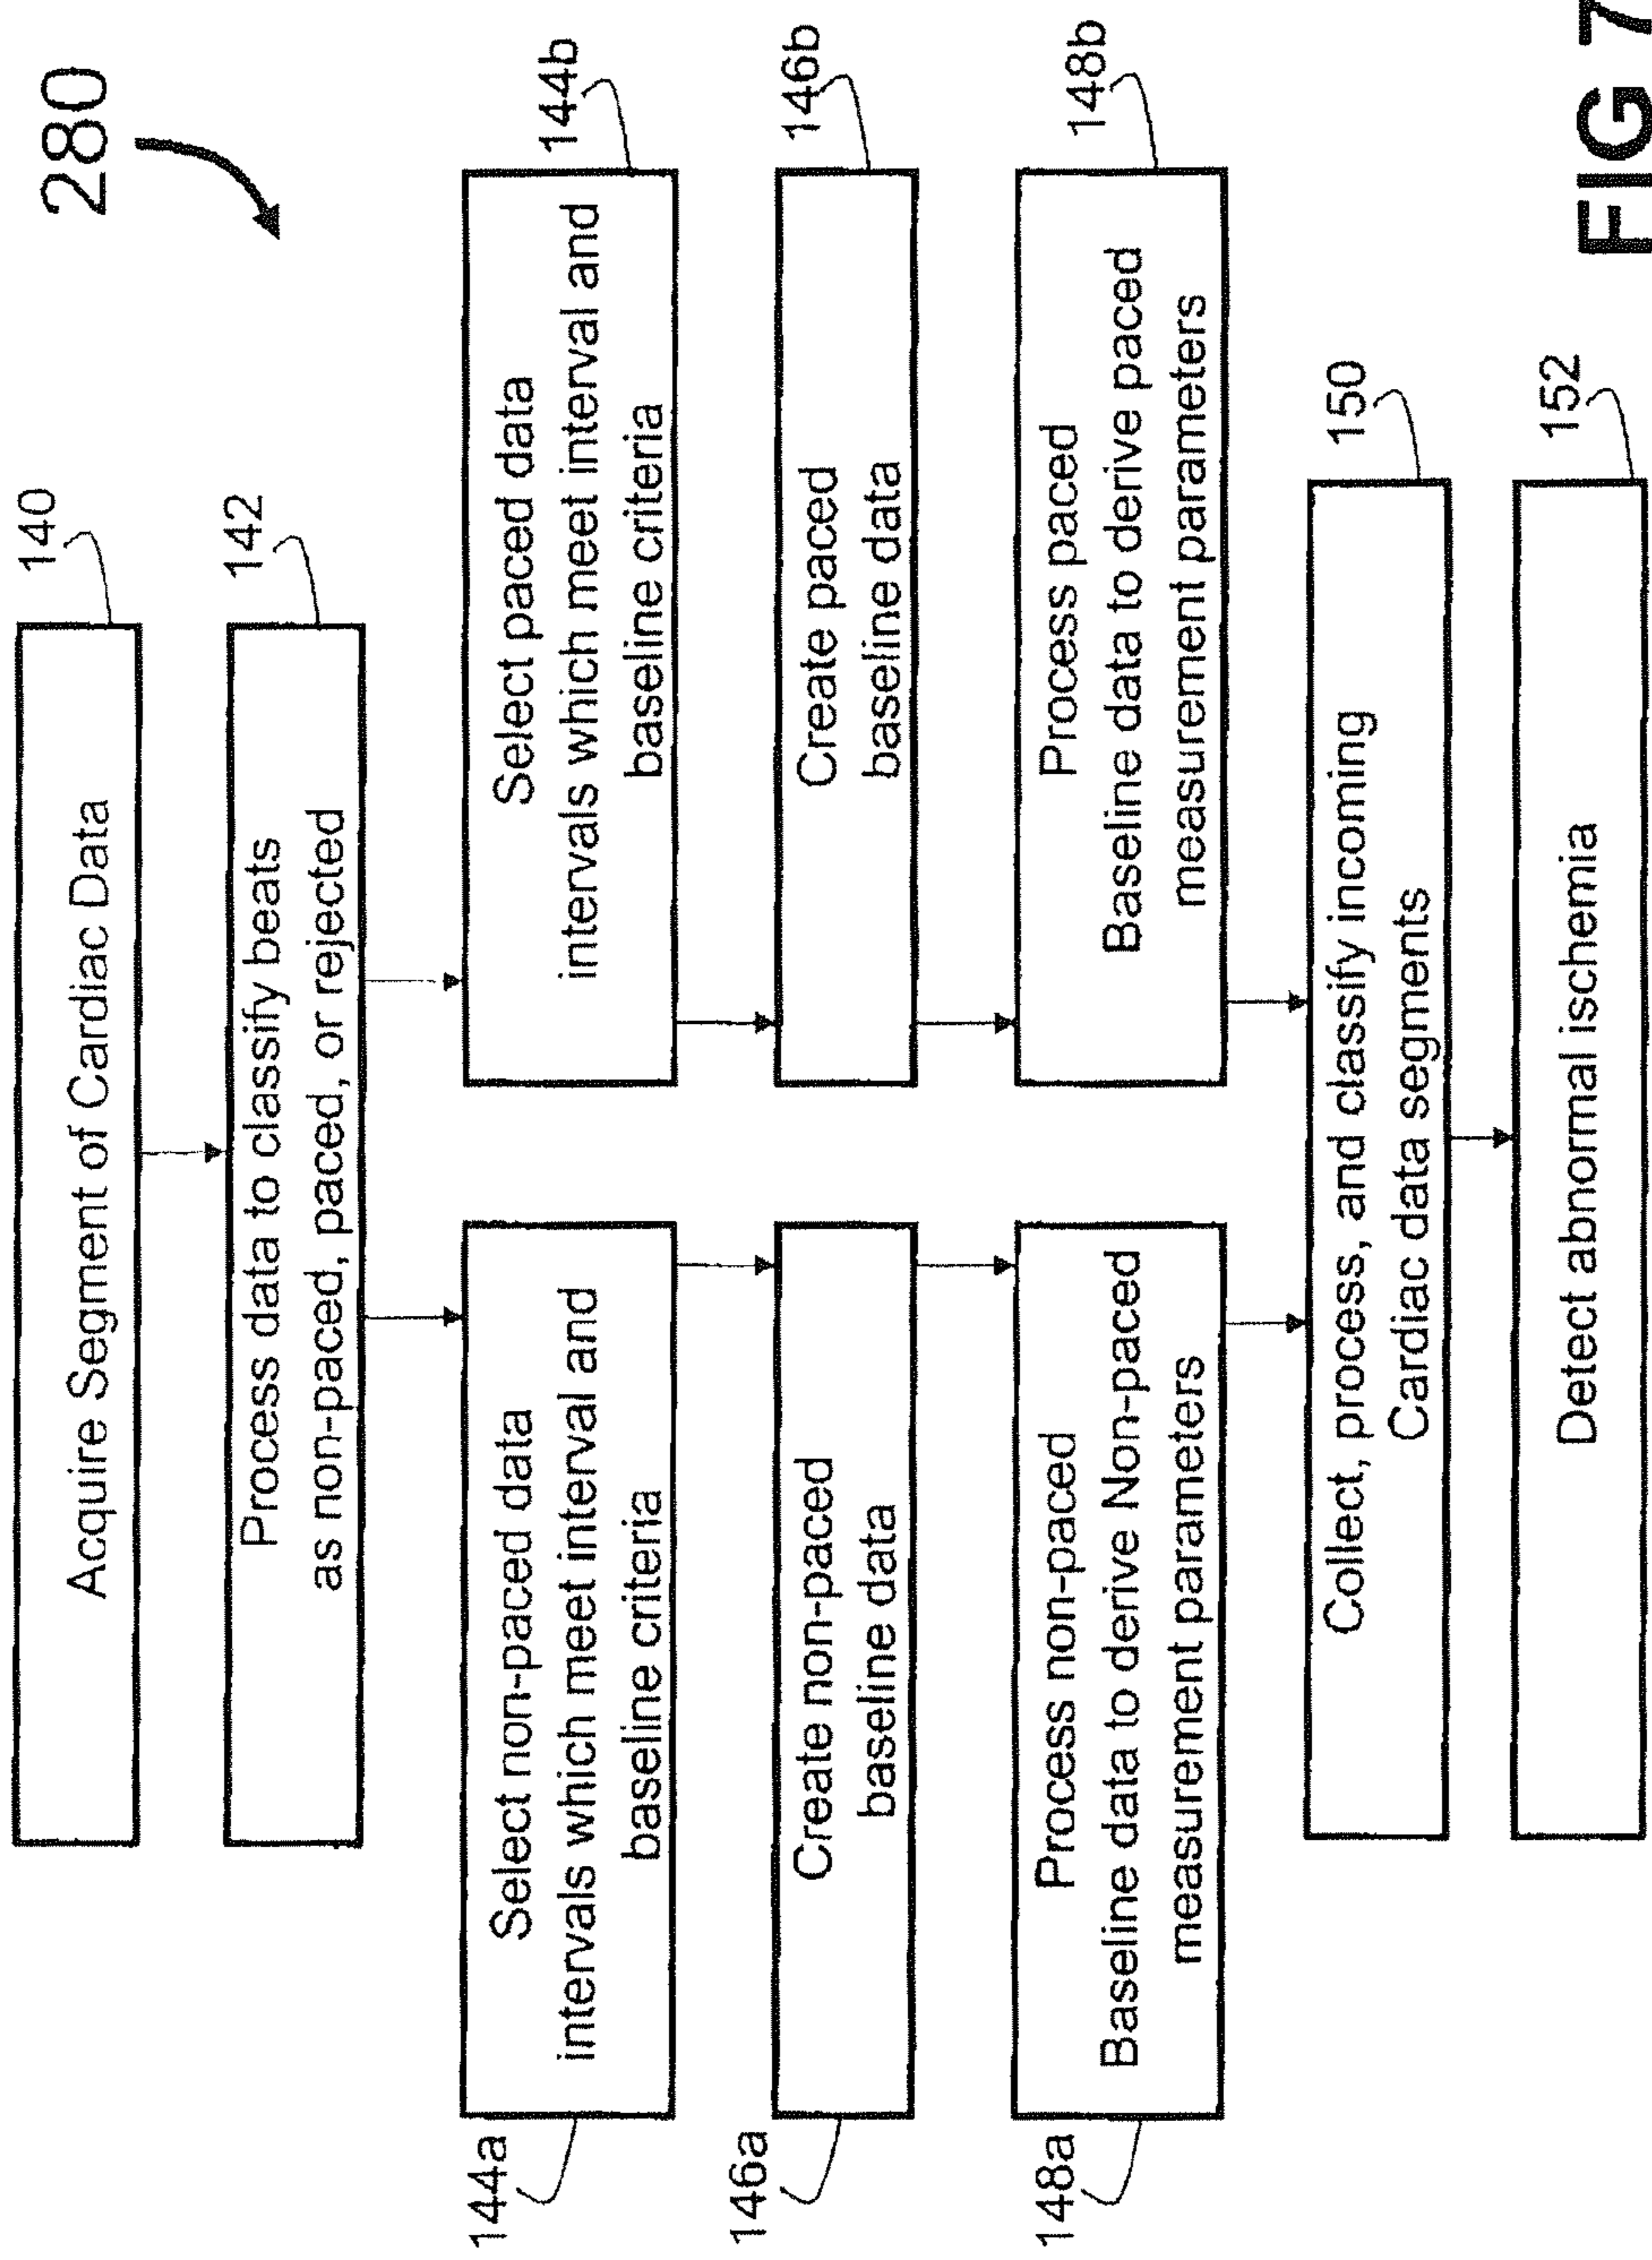 280
140
Acquire Segment of Cardiac Data
142
Process data to classify beats
as non-paced, paced, or rejected
144a
Select non-paced data
intervals which meet interval and
baseline criteria
144b
Select paced data
intervals which meet interval and
baseline criteria
146a
Create non-paced
baseline data
146b
Create paced
baseline data
148a
Process non-paced
Baseline data to derive Non-paced
measurement parameters
148b
Process paced
Baseline data to derive paced
measurement parameters
150
Collect, process, and classify incoming
Cardiac data segments
152
Detect abnormal ischemia
FIG 7